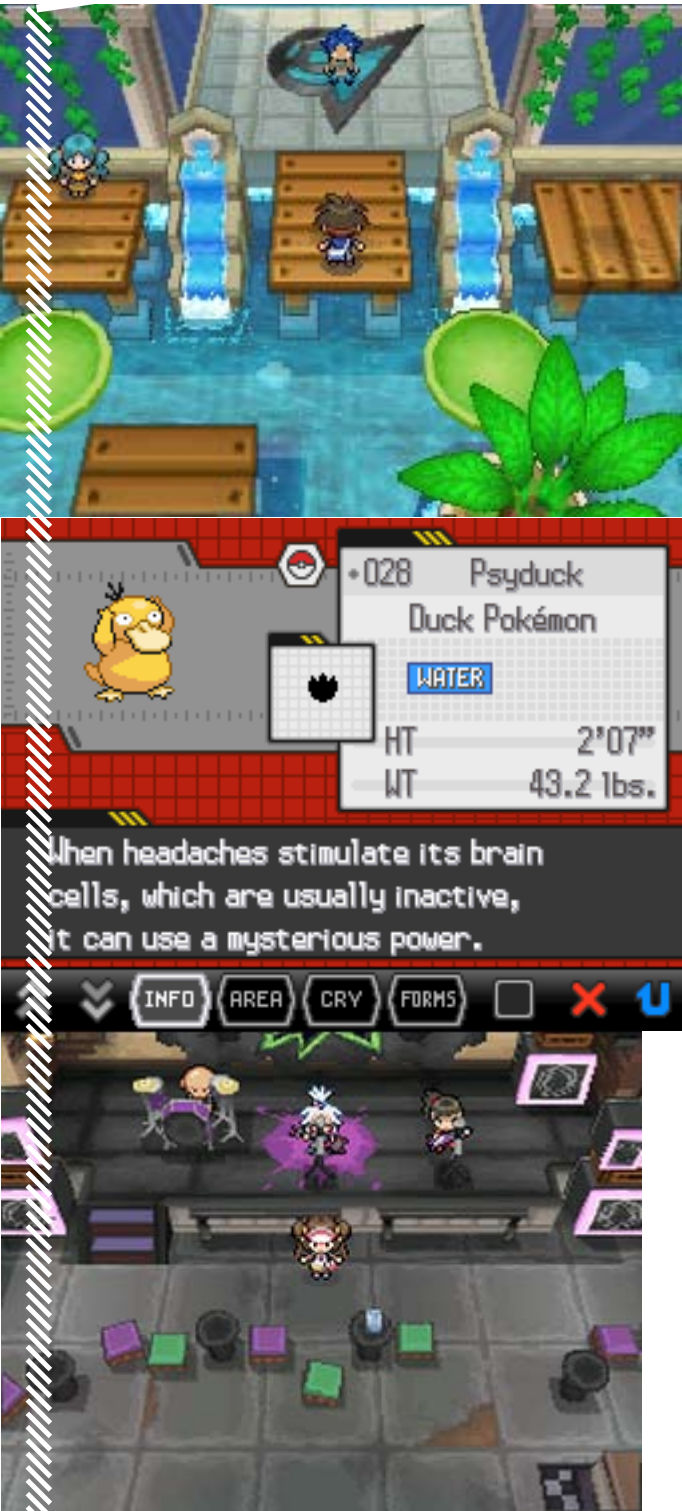 028 Psyduck
Duck Pokémon
WATER
HT 2'07"
WT 43.2 lbs.
When headaches stimulate its brain
cells, which are usually inactive,
it can use a mysterious power.
INFO AREA CRY FORMS